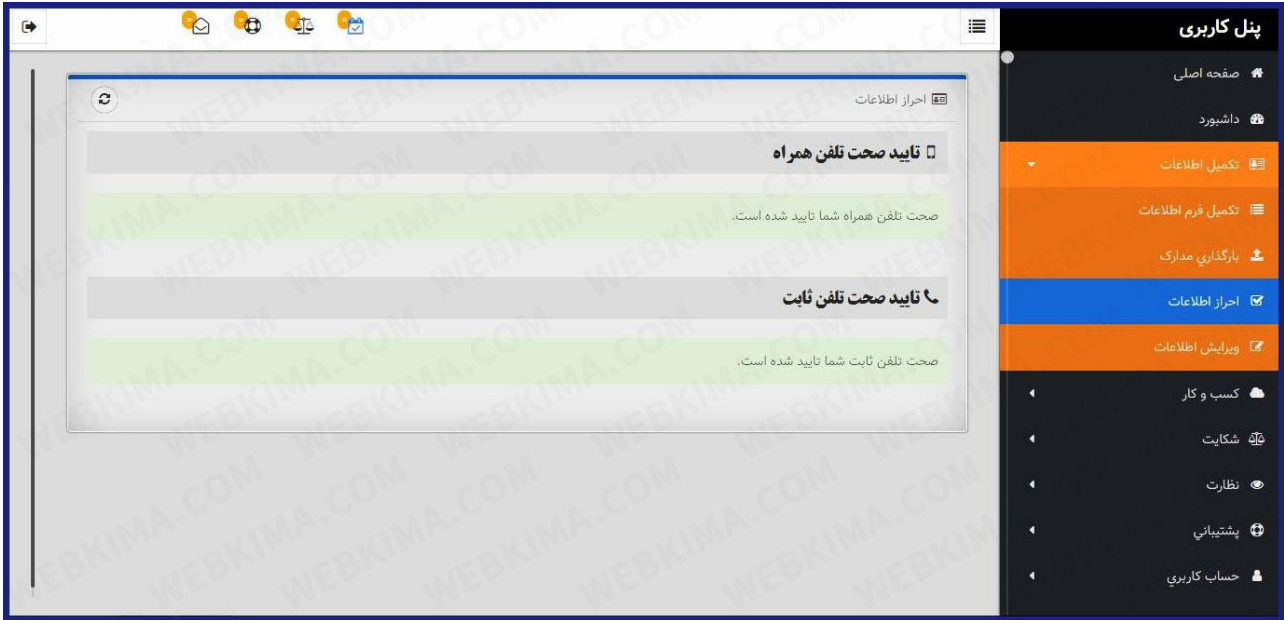 پنل کاربری
صفحه اصلی
داشبورد
تکمیل اطلاعات
تکمیل فرم اطلاعات
بارگذاري مدارک
احراز اطلاعات
ویرایش اطلاعات
کسب و کار
شکایت
نظارت
پشتیباني
حساب کاربري
احراز اطلاعات
تایید صحت تلفن همراه
صحت تلفن همراه شما تایید شده است.
تایید صحت تلفن ثابت
صحت تلفن ثابت شما تایید شده است.
WEBKIMA.COM